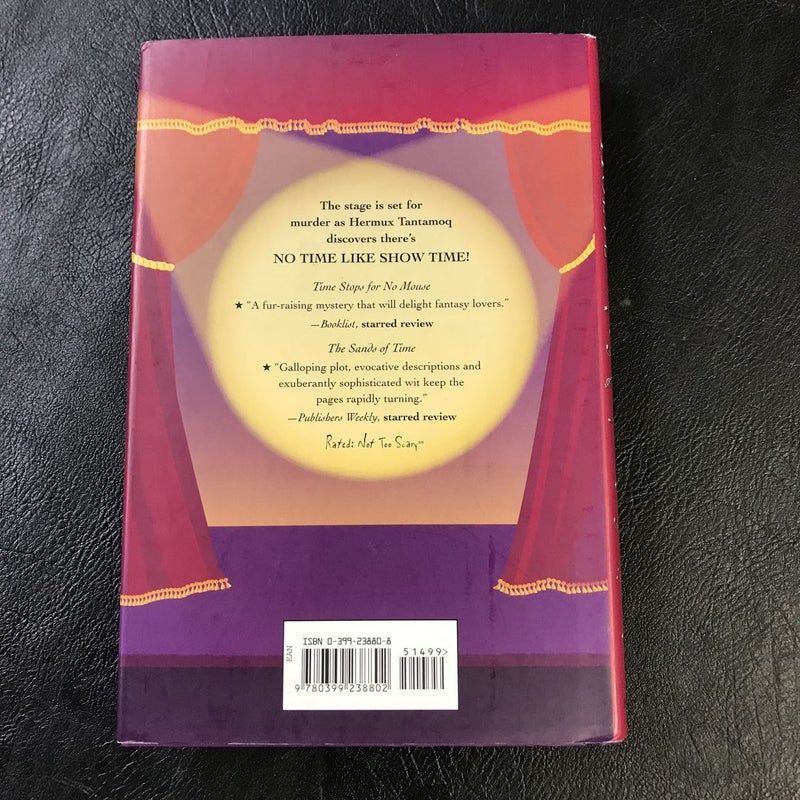 The stage is set for
murder as Hermux Tantamoq
discovers there's
NO TIME LIKE SHOW TIME!
Time Stops for No Mouse
★ "A fur-raising mystery that will delight fantasy lovers."
—Booklist, starred review
The Sands of Time
★ "Galloping plot, evocative descriptions and
exuberantly sophisticated wit keep the
pages rapidly turning."
—Publishers Weekly, starred review
Rated: Not Too Scary
EAN
ISBN 0-399-23880-8
51499>
9 780399 238802